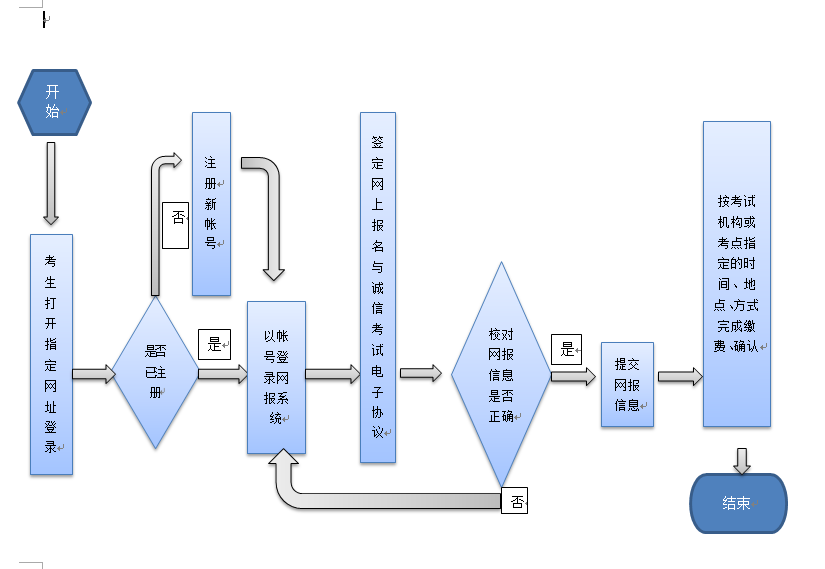 开
始
考
生
打
开
指
定
网
址
登
录
是否
已注
册
否
注
册
新
帐
号
是
以帐
号登
录网
报系
统
签
定
网
上
报
名
与
诚
信
考
试
电
子
协
议
校对
网报
信息
是否
正确
否
是
提交
网报
信息
按考试
机构或
考点指
定的时
间、地
点、方式
完成缴
费、确认
结束